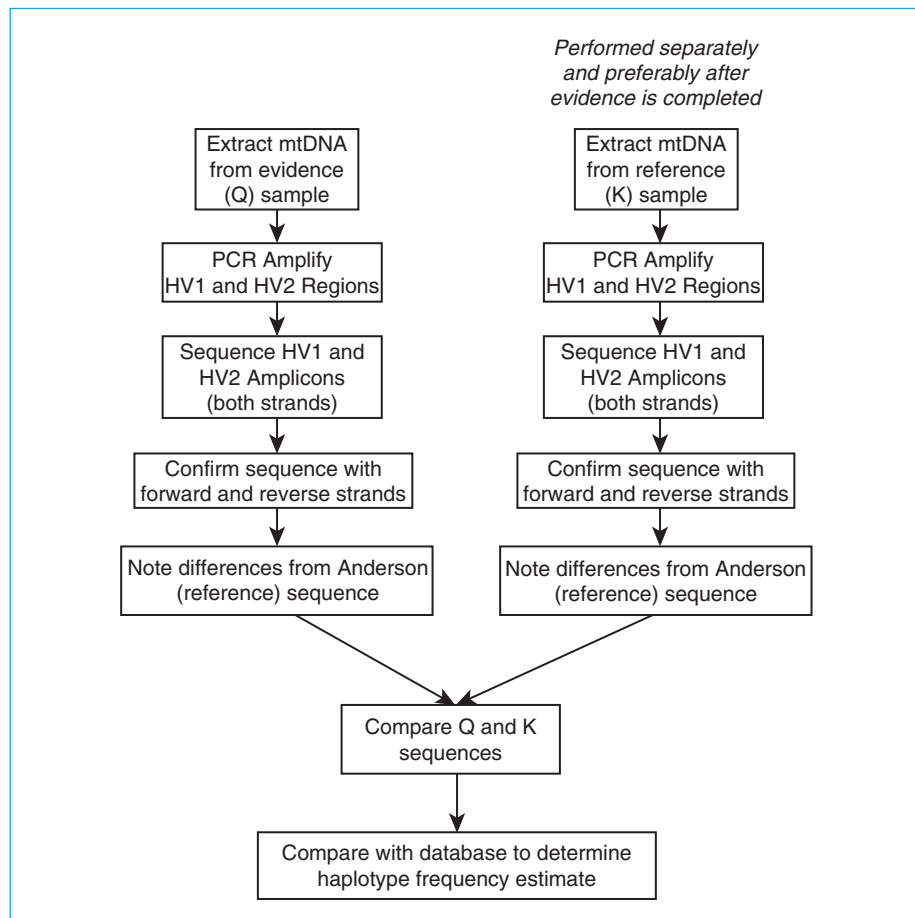 Performed separately
and preferably after
evidence is completed
Extract mtDNA
from evidence
(Q) sample
Extract mtDNA
from reference
(K) sample
PCR Amplify
HV1 and HV2 Regions
PCR Amplify
HV1 and HV2 Regions
Sequence HV1 and
HV2 Amplicons
(both strands)
Sequence HV1 and
HV2 Amplicons
(both strands)
Confirm sequence with
forward and reverse strands
Confirm sequence with
forward and reverse strands
Note differences from Anderson
(reference) sequence
Note differences from Anderson
(reference) sequence
Compare Q and K
sequences
Compare with database to determine
haplotype frequency estimate